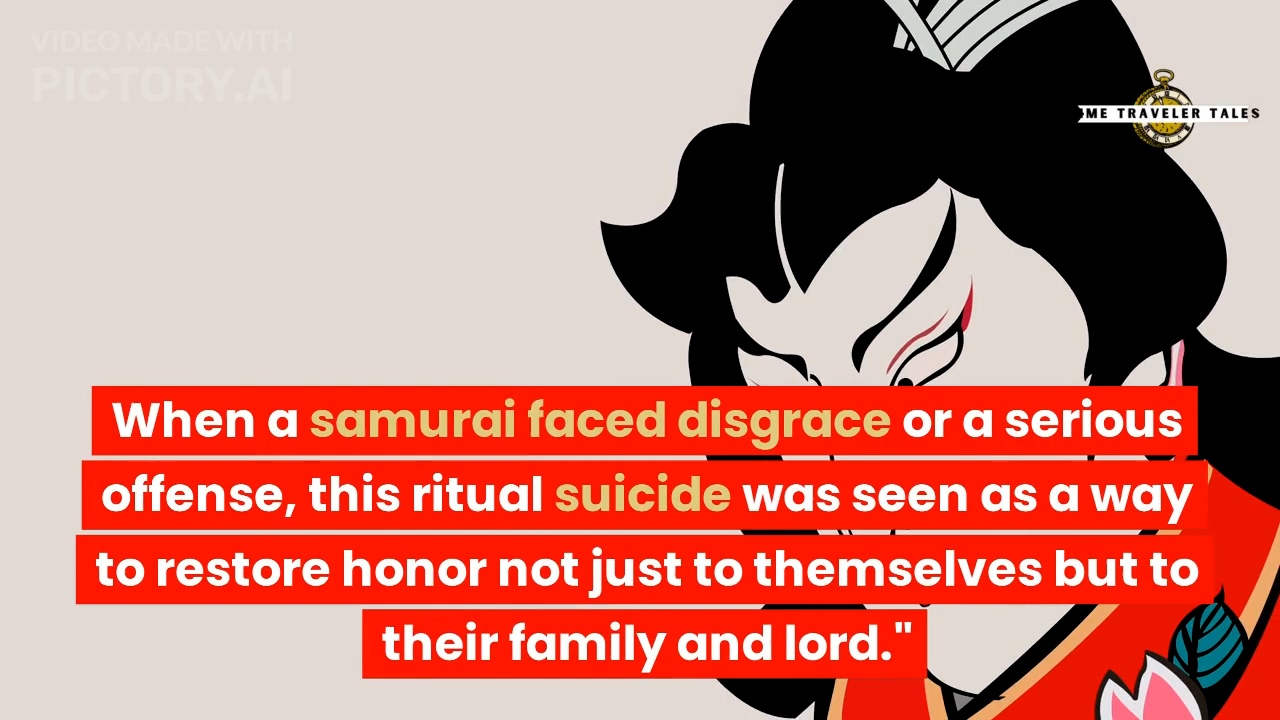 VIDEO MADE WITH
PICTORY.AI
ME TRAVELER TALES
When a samurai faced disgrace or a serious
offense, this ritual suicide was seen as a way
to restore honor not just to themselves but to
their family and lord."